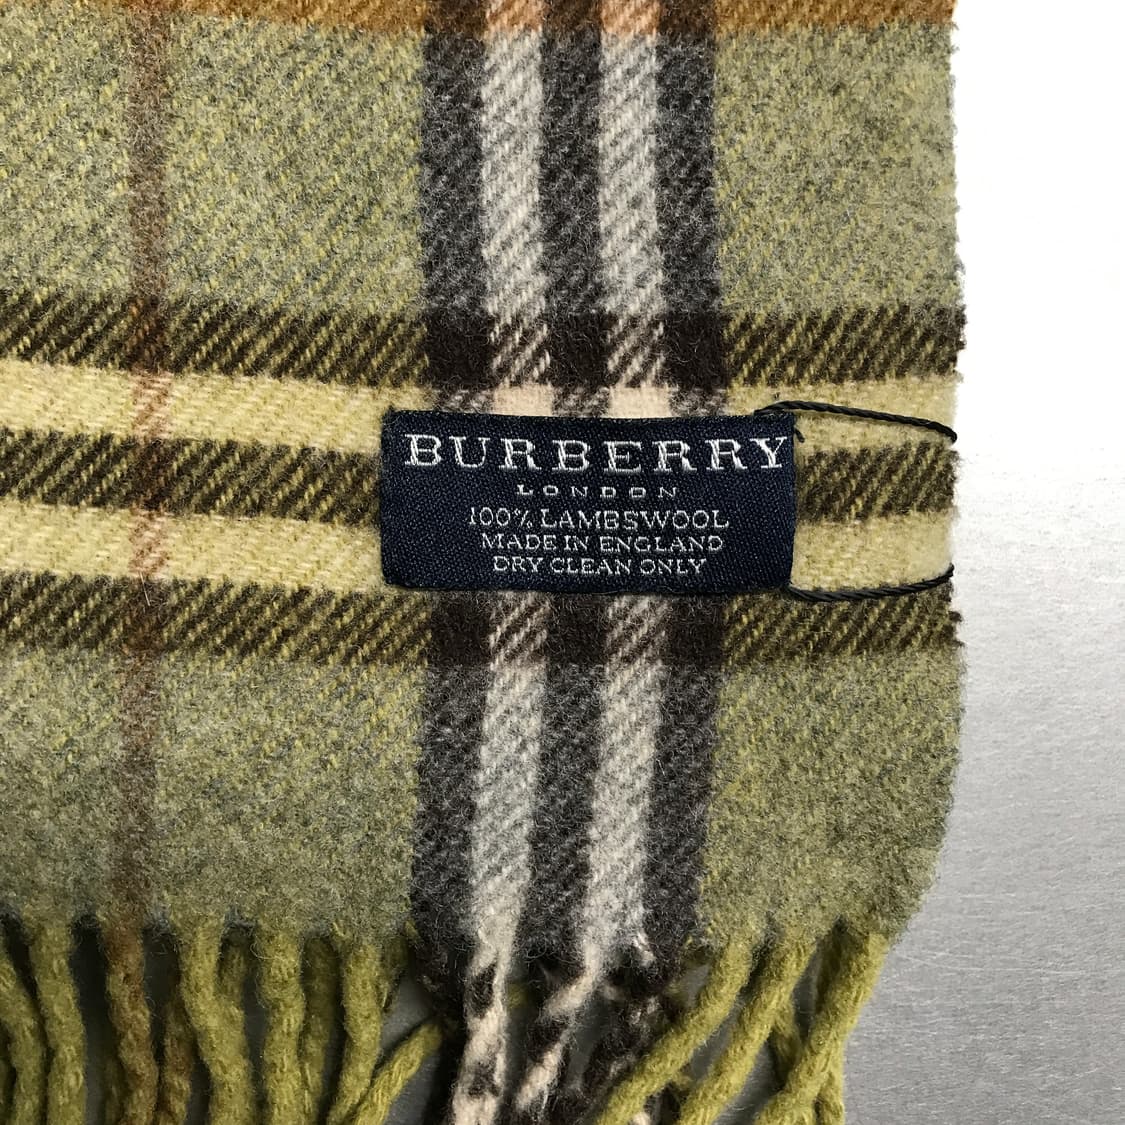 BURBERRY
LONDON
100% LAMBSWOOL
MADE IN ENGLAND
DRY CLEAN ONLY